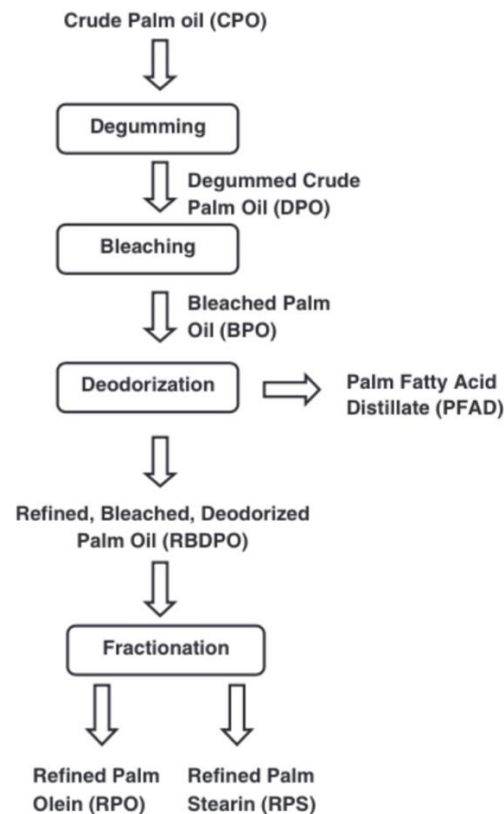 Crude Palm oil (CPO)
Degumming
Degummed Crude
Palm Oil (DPO)
Bleaching
Bleached Palm
Oil (BPO)
Deodorization
Palm Fatty Acid
Distillate (PFAD)
Refined, Bleached, Deodorized
Palm Oil (RBDPO)
Fractionation
Refined Palm
Olein (RPO)
Refined Palm
Stearin (RPS)